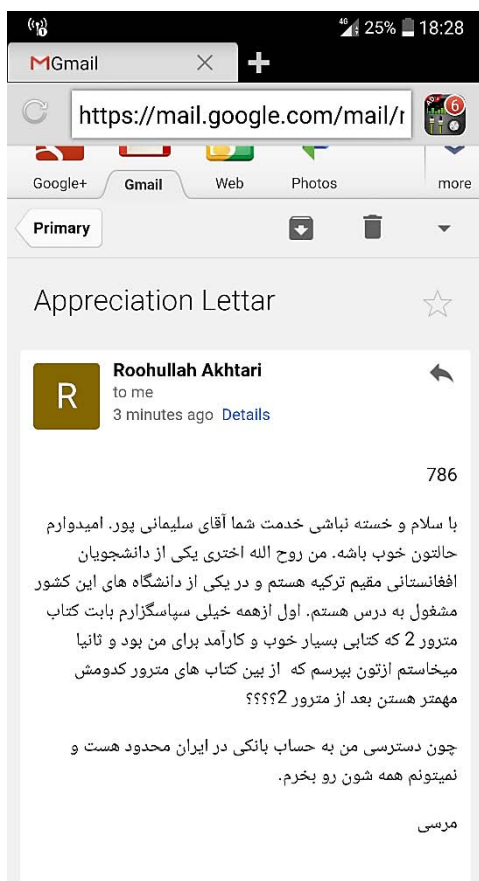 46 25% 18:28
Gmail
https://mail.google.com/mail/
6
Google+ Gmail Web Photos more
Primary
Appreciation Lettar
R
Roohullah Akhtari
to me
3 minutes ago Details
786
با سلام و خسته نباشی خدمت شما آقای سلیمانی پور. امیدوارم
حالتون خوب باشه. من روح الله اختری یکی از دانشجویان
افغانستانی مقیم ترکیه هستم و در یکی از دانشگاه های این کشور
مشغول به درس هستم. اول ازهمه خیلی سپاسگزارم بابت کتاب
مترور 2 که کتابی بسیار خوب و کارآمد برای من بود و ثانیا
میخاستم ازتون بپرسم که از بین کتاب های مترور کدومش
مهمتر هستن بعد از مترور 2؟؟؟؟
چون دسترسی من به حساب بانکی در ایران محدود هست و
نمیتونم همه شون رو بخرم.
مرسی